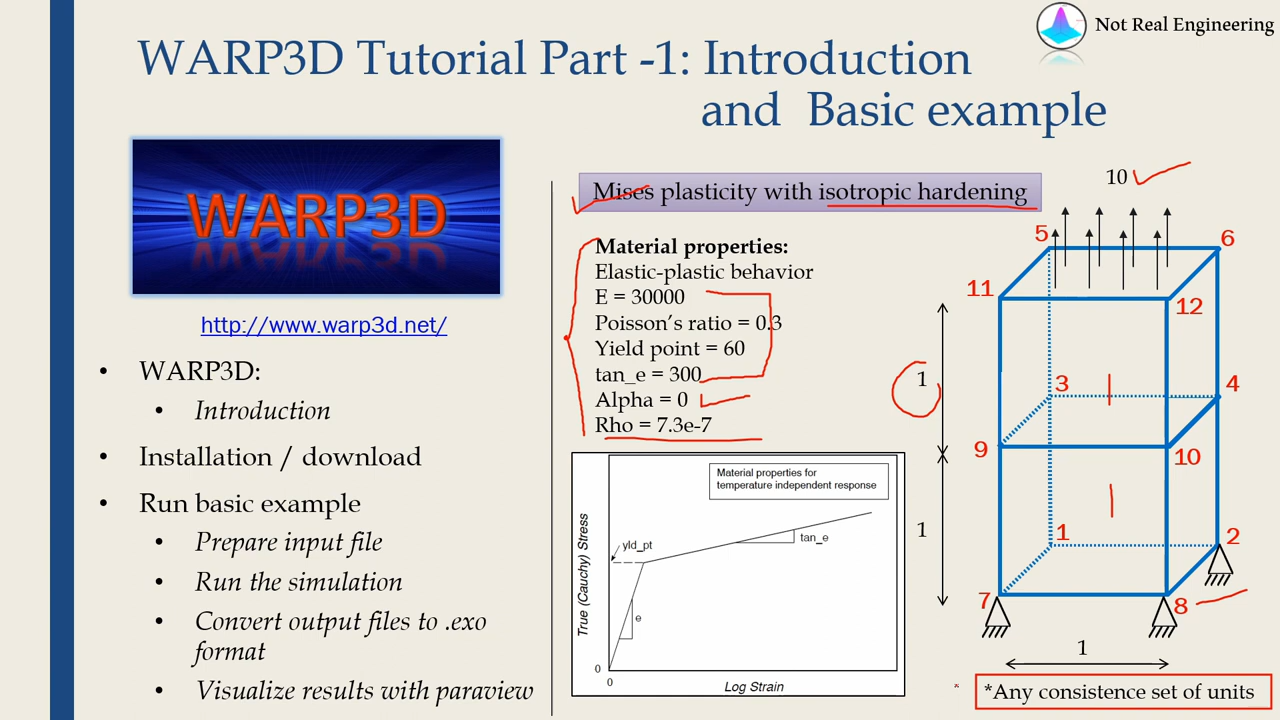 Not Real Engineering
WARP3D Tutorial Part -1: Introduction
and Basic example
WARP3D
http://www.warp3d.net/
• WARP3D:
• Introduction
• Installation / download
• Run basic example
• Prepare input file
• Run the simulation
• Convert output files to .exo
format
• Visualize results with paraview
Mises plasticity with isotropic hardening
Material properties:
Elastic-plastic behavior
E = 30000
Poisson's ratio = 0.3
Yield point = 60
tan_e = 300
Alpha = 0
Rho = 7.3e-7
Material properties for
temperature independent response
True (Cauchy) Stress
yld_pt
tan_e
e
0
0
Log Strain
10
5
6
11
12
1
3
4
9
10
1
1
2
7
8
1
*Any consistence set of units